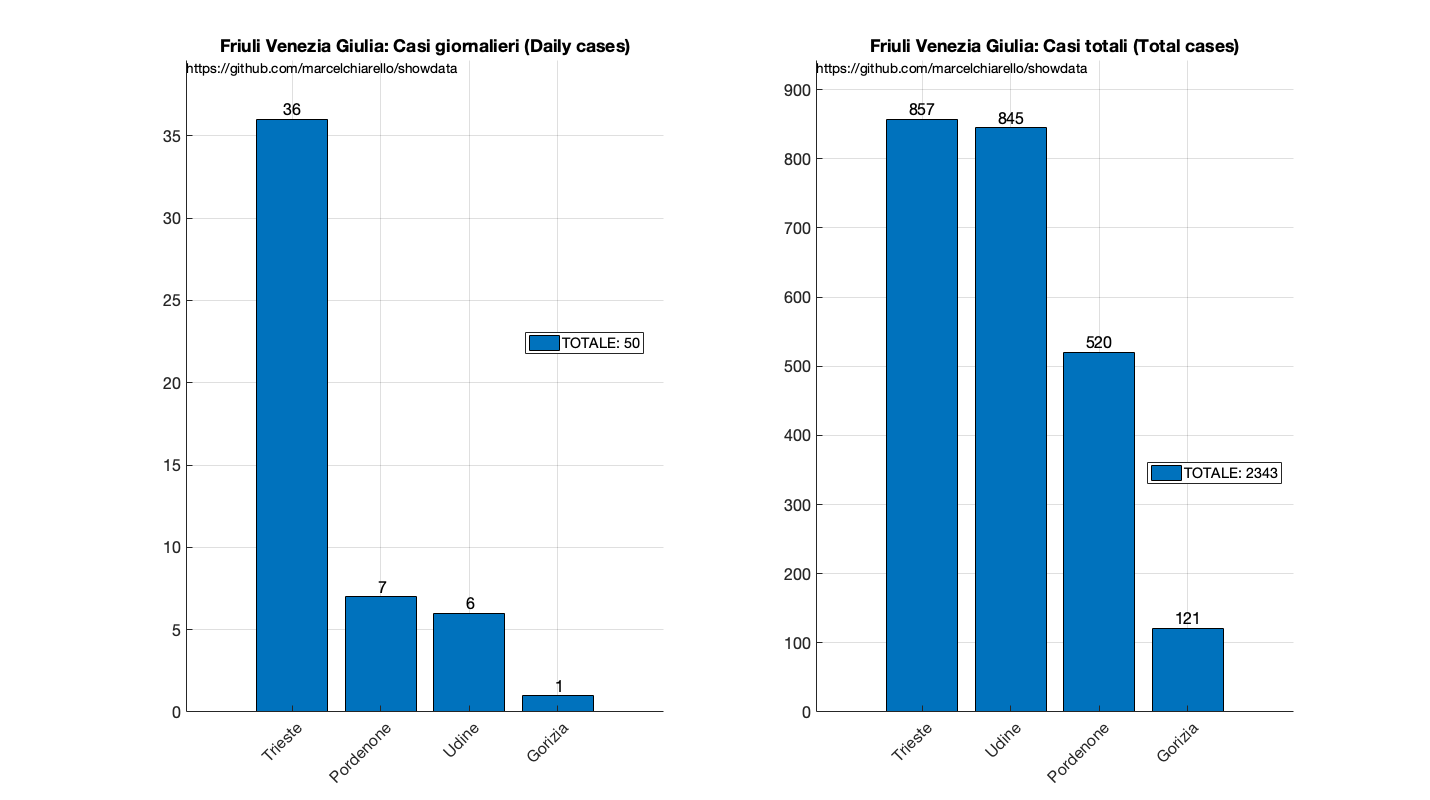 Friuli Venezia Giulia: Casi giornalieri (Daily cases)
https://github.com/marcelchiarello/showdata
36
35
30
25
TOTALE: 50
20
15
10
7
6
5
1
0
Trieste
Pordenone
Udine
Gorizia
Friuli Venezia Giulia: Casi totali (Total cases)
https://github.com/marcelchiarello/showdata
900
857
845
800
700
600
520
500
400
TOTALE: 2343
300
200
121
100
0
Trieste
Udine
Pordenone
Gorizia